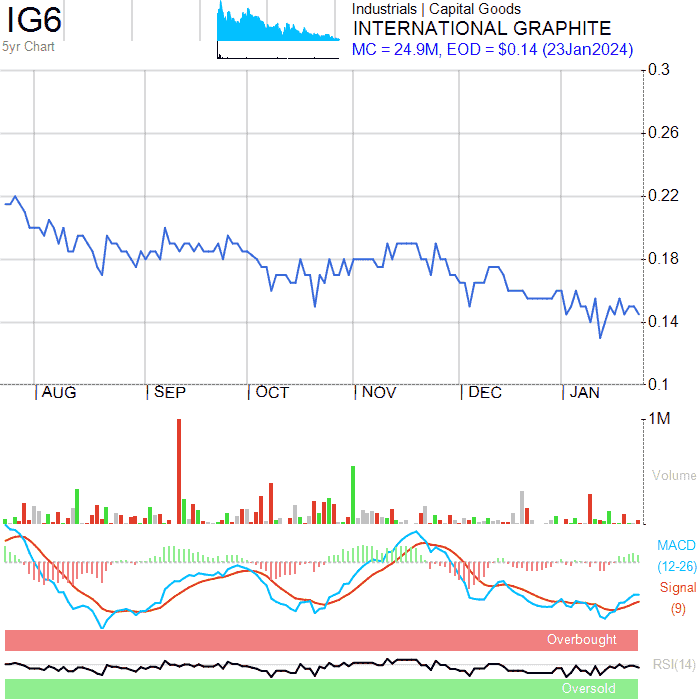 IG6
5yr Chart
Industrials | Capital Goods
INTERNATIONAL GRAPHITE
MC = 24.9M, EOD = $0.14 (23Jan2024)
0.3
0.26
0.22
0.18
0.14
0.1
AUG SEP OCT NOV DEC JAN
1M
Volume
MACD
(12-26)
Signal
(9)
Overbought
RSI(14)
Oversold